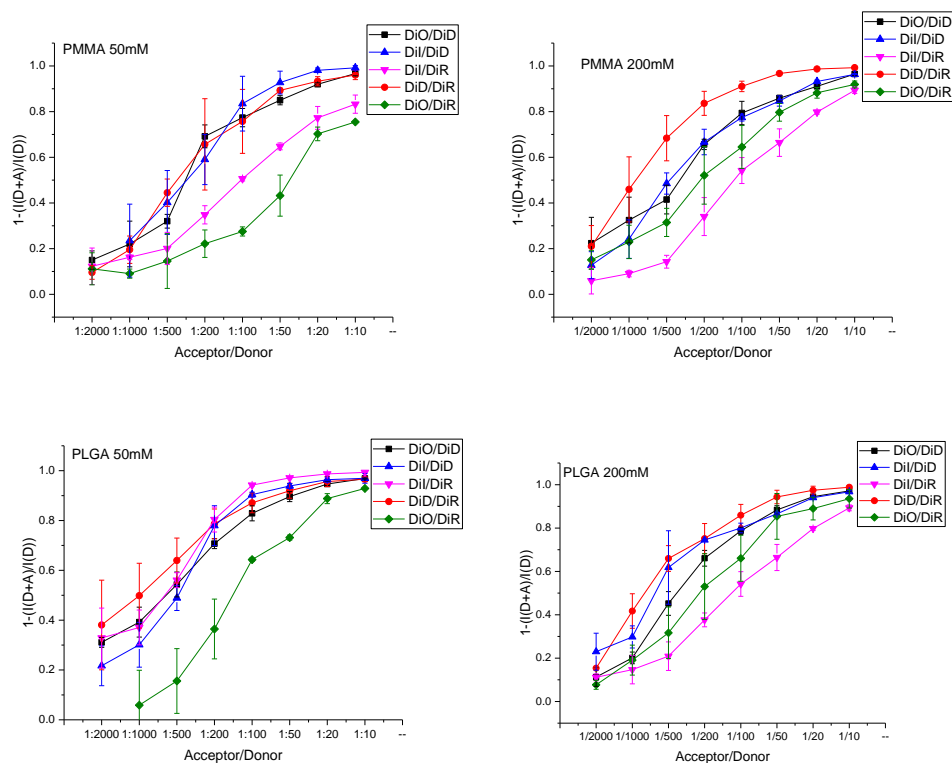 PMMA 50mM
DiO/DiD
DiI/DiD
DiI/DiR
DiD/DiR
DiO/DiR
1-(I(D+A)/I(D))
1.0
0.8
0.6
0.4
0.2
0.0
1:2000 1:1000 1:500 1:200 1:100 1:50 1:20 1:10 --
Acceptor/Donor
PMMA 200mM
DiO/DiD
DiI/DiD
DiI/DiR
DiD/DiR
DiO/DiR
1-(I(D+A)/I(D))
1.0
0.8
0.6
0.4
0.2
0.0
1/2000 1/1000 1/500 1/200 1/100 1/50 1/20 1/10 --
Acceptor/Donor
PLGA 50mM
DiO/DiD
DiI/DiD
DiI/DiR
DiD/DiR
DiO/DiR
1-(I(D+A)/I(D))
1.0
0.8
0.6
0.4
0.2
0.0
1:2000 1:1000 1:500 1:200 1:100 1:50 1:20 1:10 --
Acceptor/Donor
PLGA 200mM
DiO/DiD
DiI/DiD
DiI/DiR
DiD/DiR
DiO/DiR
1-(I(D+A)/I(D))
1.0
0.8
0.6
0.4
0.2
0.0
1/2000 1/1000 1/500 1/200 1/100 1/50 1/20 1/10 --
Acceptor/Donor